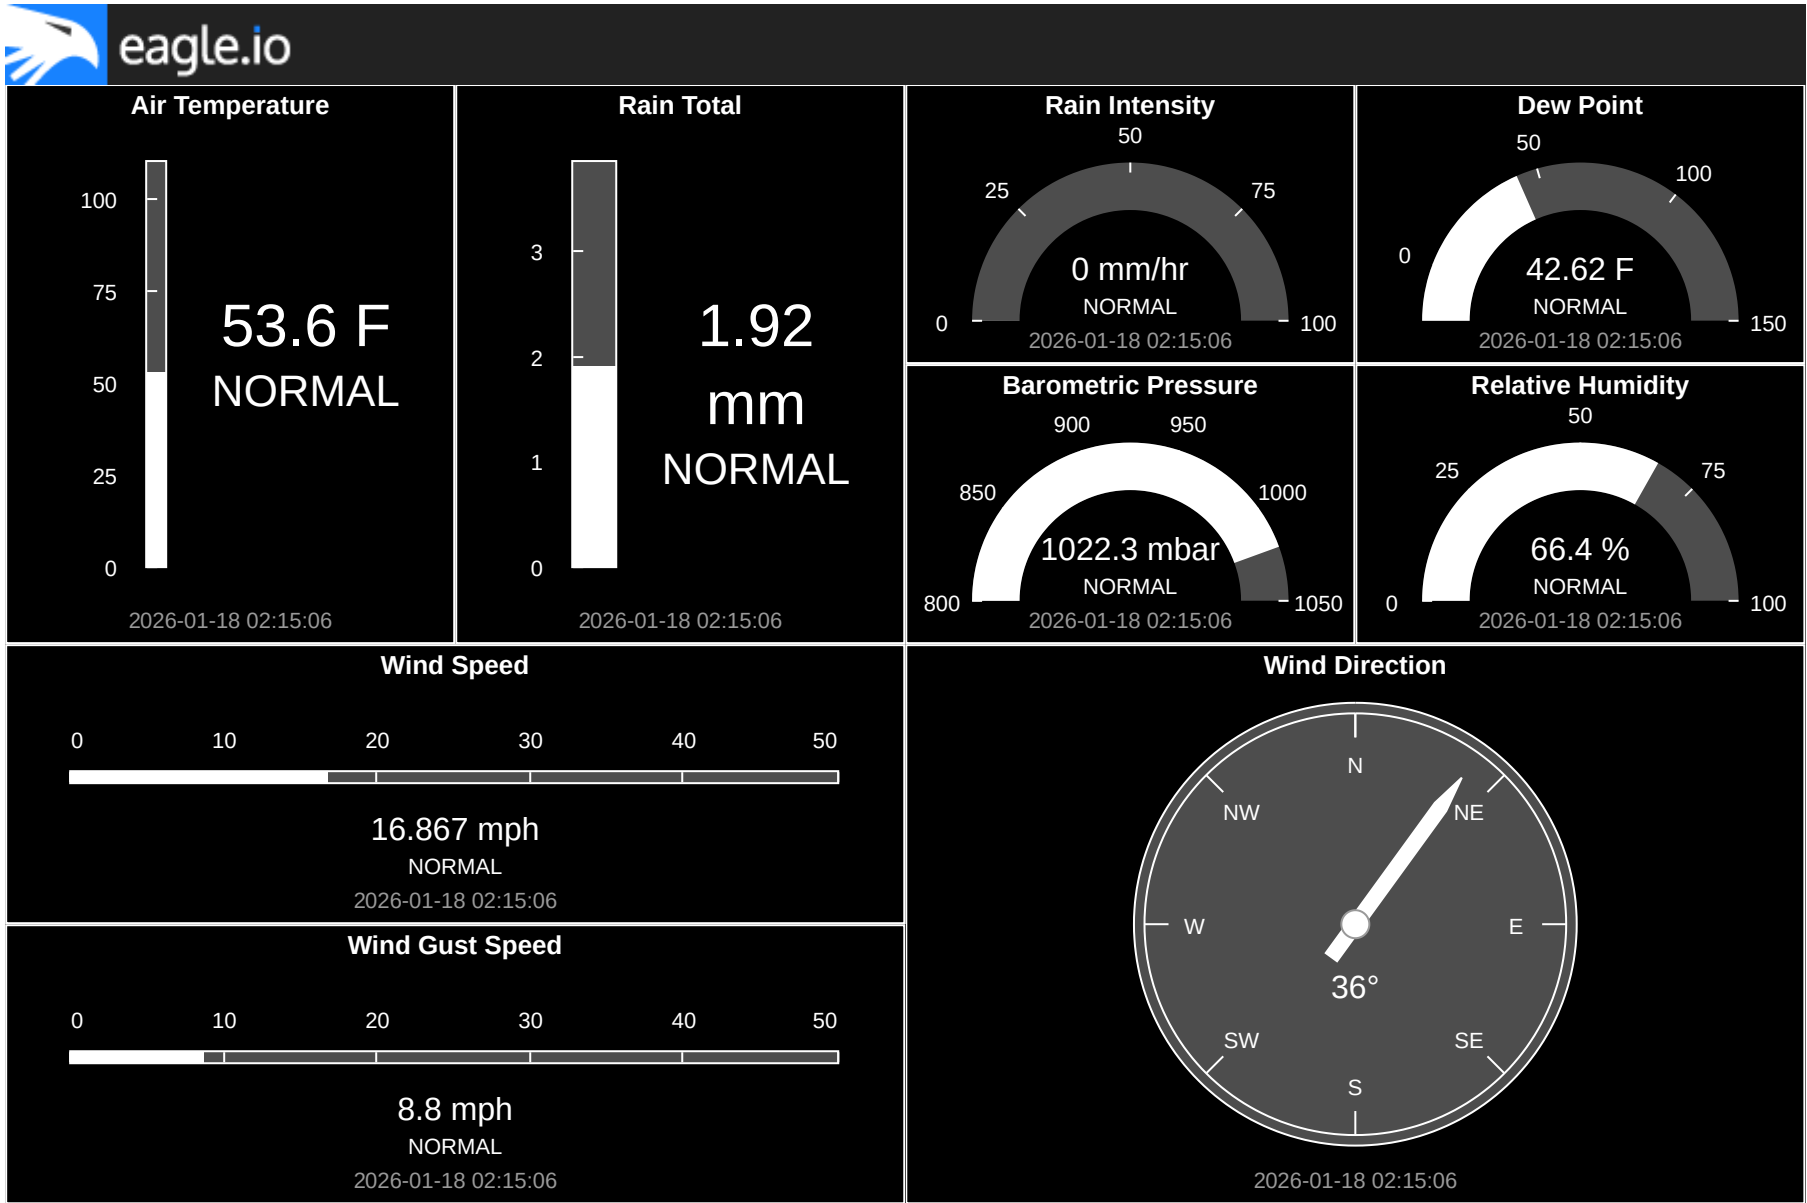 eagle.io
Air Temperature
100
75
50
25
0
53.6 F
NORMAL
2026-01-18 02:15:06
Rain Total
3
2
1
0
1.92
mm
NORMAL
2026-01-18 02:15:06
Rain Intensity
0
25
50
75
100
0 mm/hr
NORMAL
2026-01-18 02:15:06
Dew Point
0
50
100
150
42.62 F
NORMAL
2026-01-18 02:15:06
Barometric Pressure
800
850
900
950
1000
1050
1022.3 mbar
NORMAL
2026-01-18 02:15:06
Relative Humidity
0
25
50
75
100
66.4 %
NORMAL
2026-01-18 02:15:06
Wind Speed
0 10 20 30 40 50
16.867 mph
NORMAL
2026-01-18 02:15:06
Wind Gust Speed
0 10 20 30 40 50
8.8 mph
NORMAL
2026-01-18 02:15:06
Wind Direction
N
NW
NE
W
E
36°
SW
SE
S
2026-01-18 02:15:06